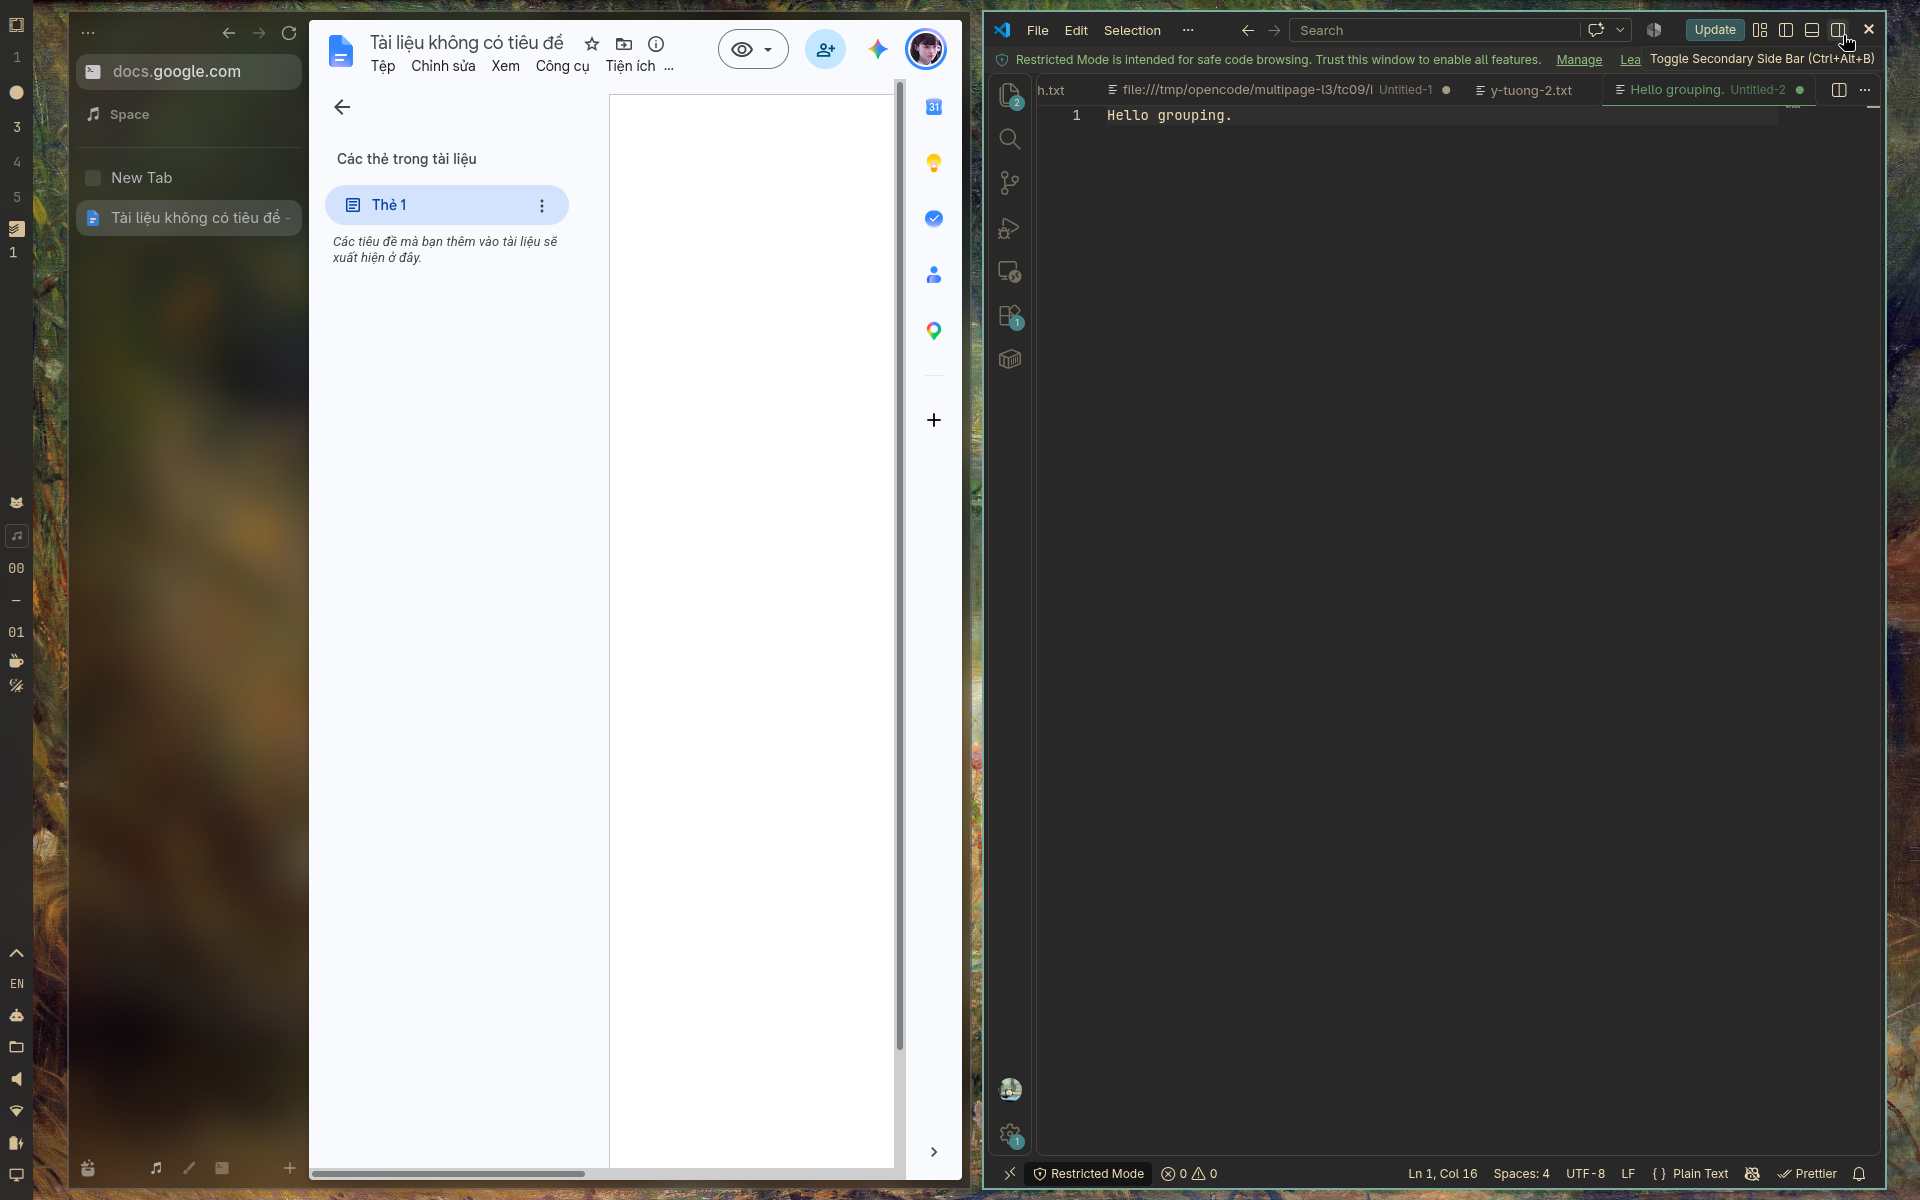 1
3
4
5
1
00
01
EN
docs.google.com
Space
New Tab
Tài liệu không có tiêu đề -
Tài liệu không có tiêu đề
Tệp Chỉnh sửa Xem Công cụ Tiện ích ...
Các thẻ trong tài liệu
Thẻ 1
Các tiêu đề mà bạn thêm vào tài liệu sẽ
xuất hiện ở đây.
31
File Edit Selection ··· Search Update
Restricted Mode is intended for safe code browsing. Trust this window to enable all features. Manage Lea
Toggle Secondary Side Bar (Ctrl+Alt+B)
h.txt file:///tmp/opencode/multipage-l3/tc09/i Untitled-1 y-tuong-2.txt Hello grouping. Untitled-2
2
1 Hello grouping.
1
1
Restricted Mode 0 0 Ln 1, Col 16 Spaces: 4 UTF-8 LF { } Plain Text Prettier